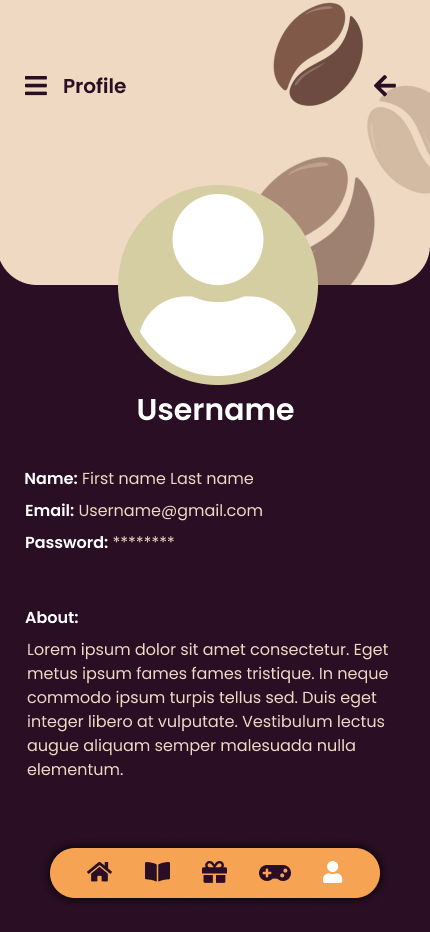 Profile
Username
Name: First name Last name
Email: Username@gmail.com
Password: ********
About:
Lorem ipsum dolor sit amet consectetur. Eget
metus ipsum fames fames tristique. In neque
commodo ipsum turpis tellus sed. Duis eget
integer libero at vulputate. Vestibulum lectus
augue aliquam semper malesuada nulla
elementum.